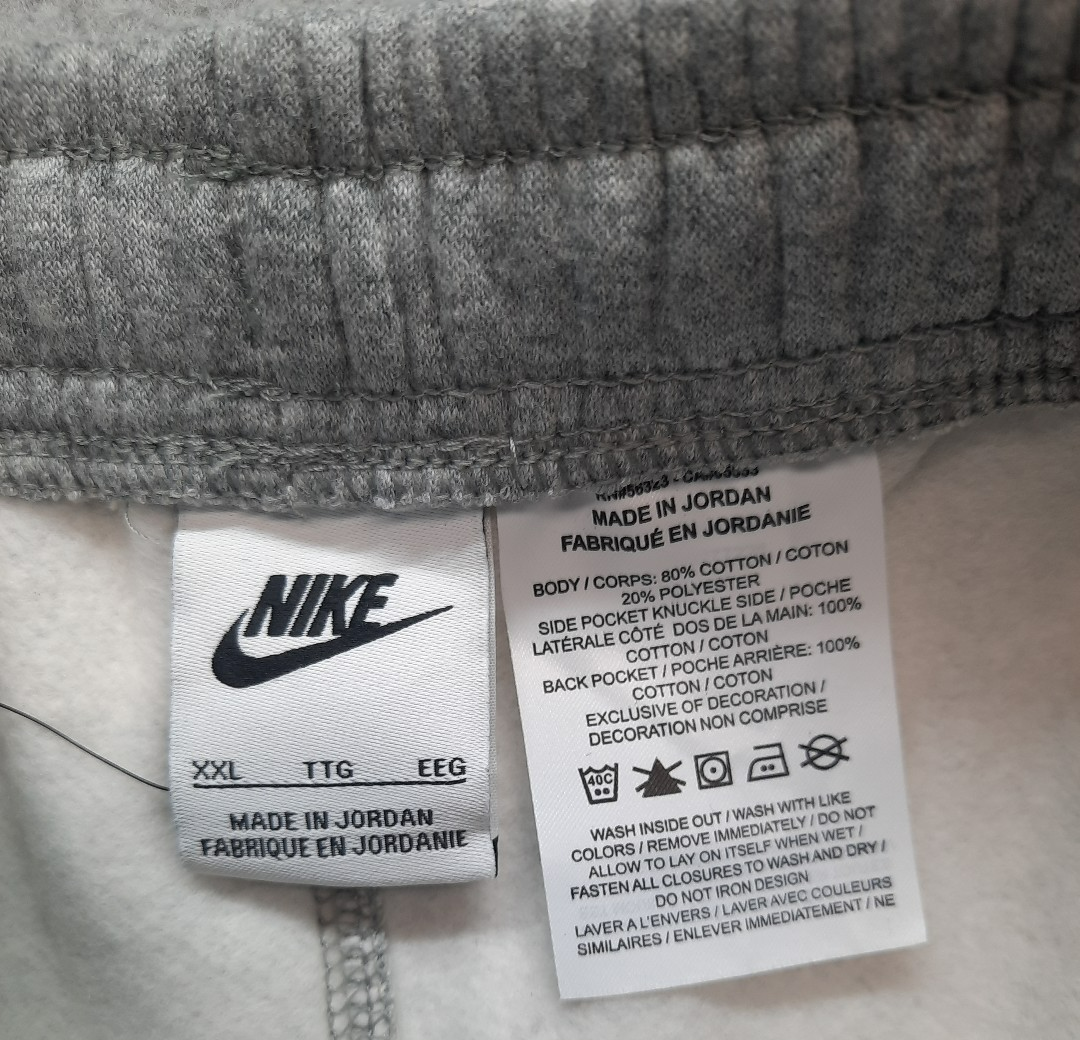 NIKE
XXL TTG EEG
MADE IN JORDAN
FABRIQUE EN JORDANIE
RN#56323 -
MADE IN JORDAN
FABRIQUÉ EN JORDANIE
BODY / CORPS: 80% COTTON / COTON
20% POLYESTER
SIDE POCKET KNUCKLE SIDE / POCHE
LATÉRALE CÔTÉ DOS DE LA MAIN: 100%
COTTON / COTON
BACK POCKET / POCHE ARRIÈRE: 100%
COTTON / COTON
EXCLUSIVE OF DECORATION /
DECORATION NON COMPRISE
40C
WASH INSIDE OUT / WASH WITH LIKE
COLORS / REMOVE IMMEDIATELY / DO NOT
ALLOW TO LAY ON ITSELF WHEN WET /
FASTEN ALL CLOSURES TO WASH AND DRY /
DO NOT IRON DESIGN
LAVER A L'ENVERS / LAVER AVEC COULEURS
SIMILAIRES / ENLEVER IMMEDIATEMENT / NE